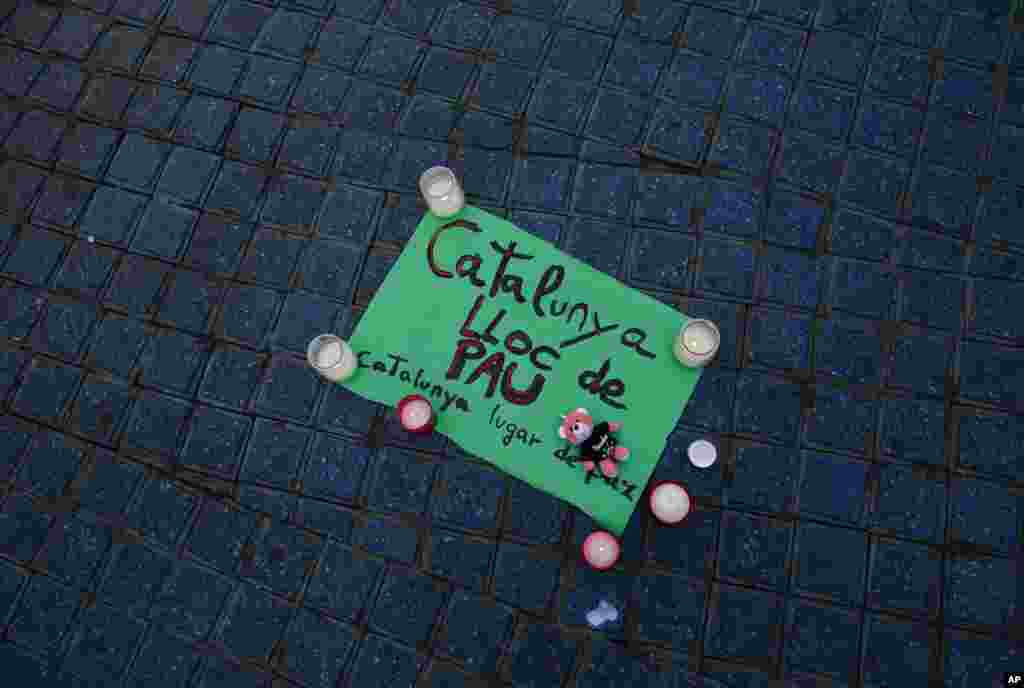 Catalunya
LLOC de
PAU
Catalunya lugar de paz
AP